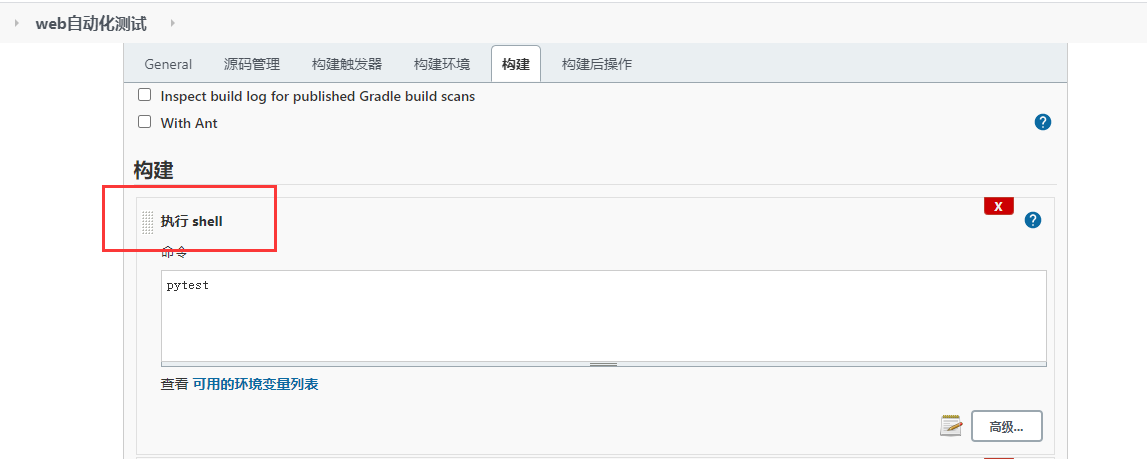 web自动化测试
General 源码管理 构建触发器 构建环境 构建 构建后操作
Inspect build log for published Gradle build scans
With Ant
?
构建
X
执行 shell
?
命令
pytest
查看 可用的环境变量列表
高级...